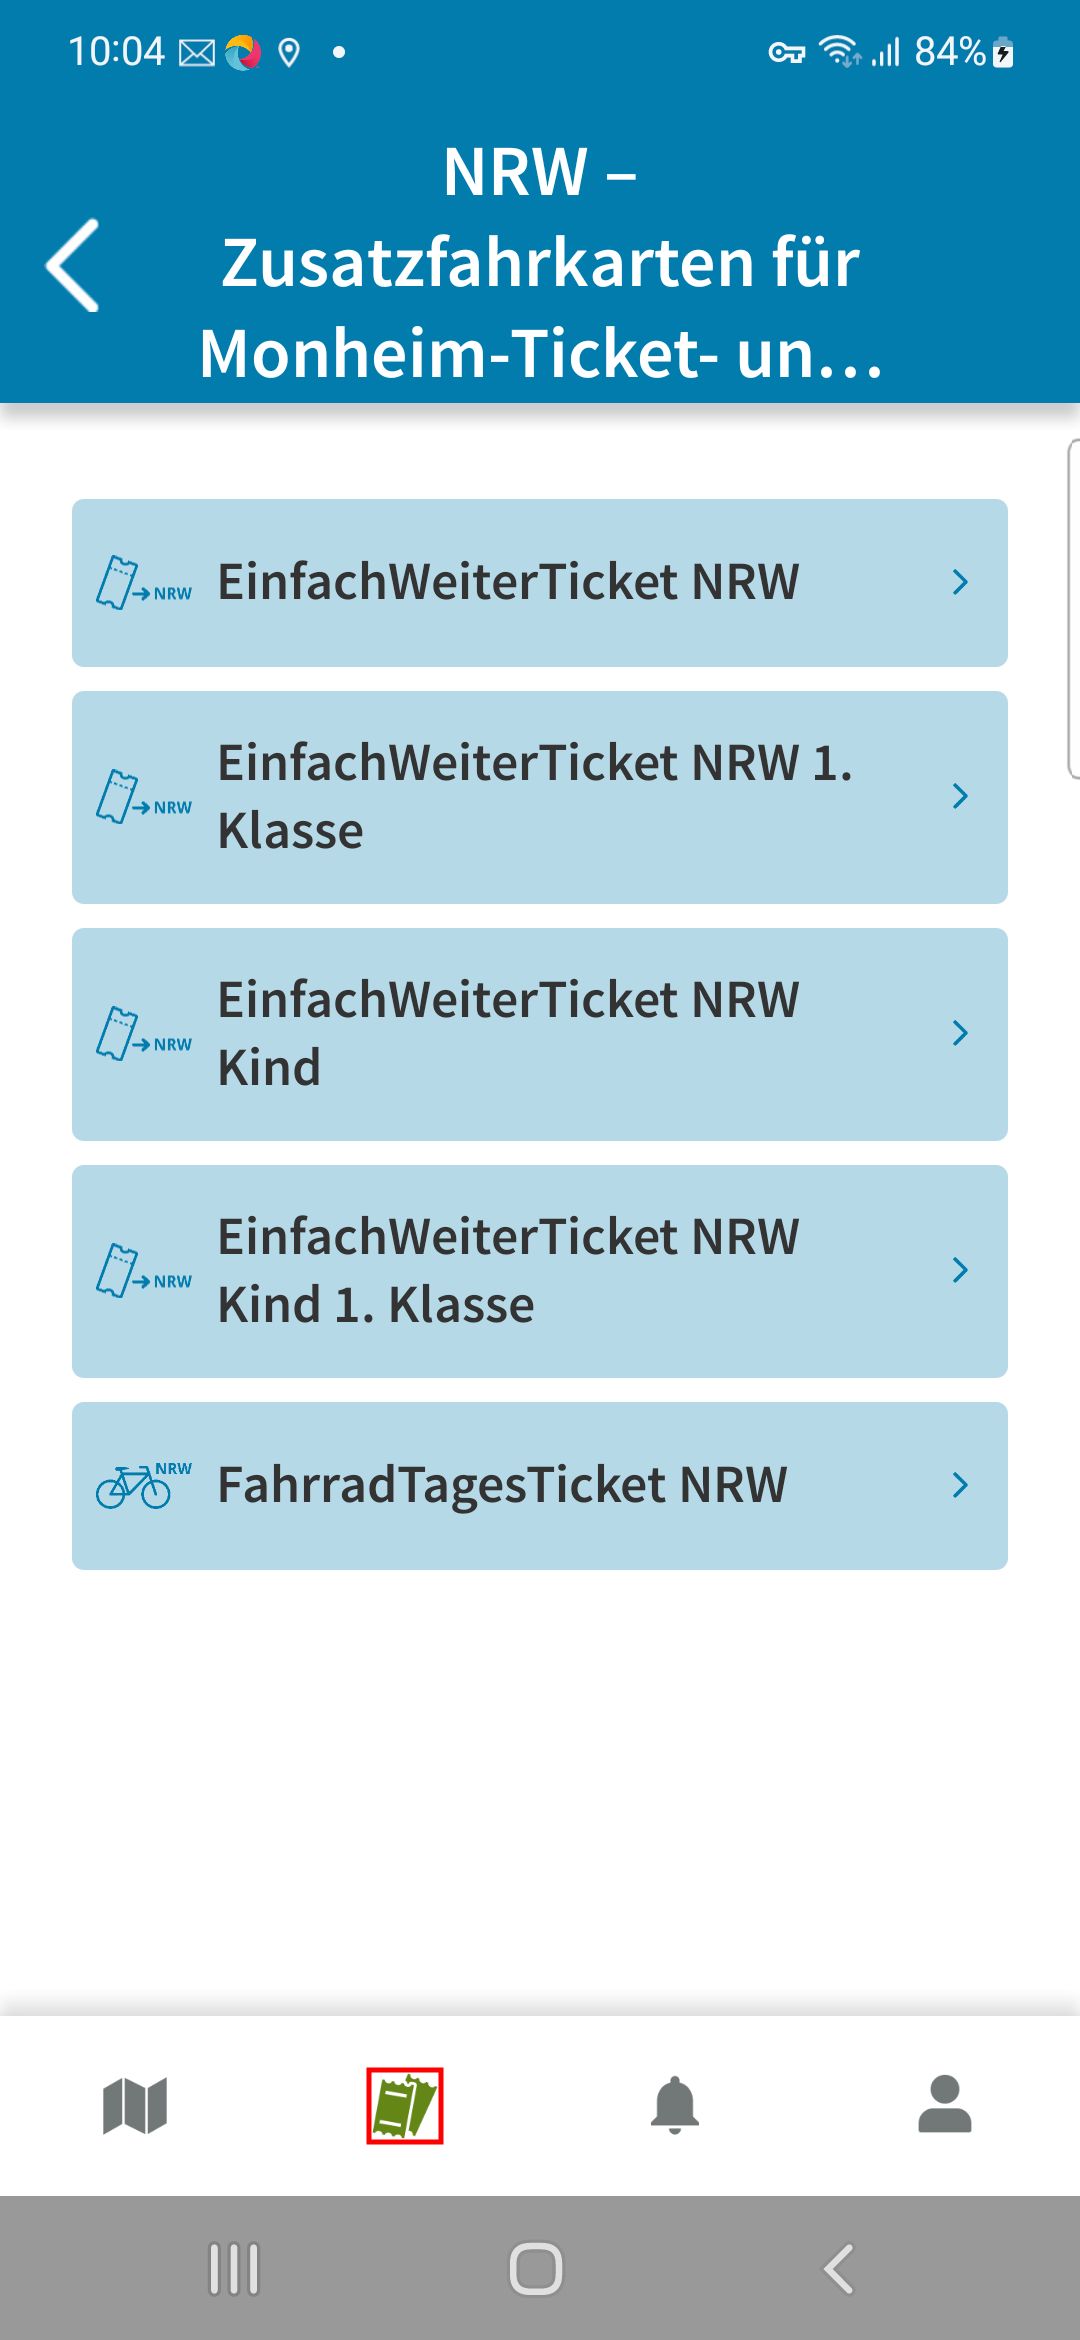 10:04
84%
NRW –
Zusatzfahrkarten für
Monheim-Ticket- un...
NRW
EinfachWeiterTicket NRW
NRW
EinfachWeiterTicket NRW 1.
Klasse
NRW
EinfachWeiterTicket NRW
Kind
NRW
EinfachWeiterTicket NRW
Kind 1. Klasse
NRW
FahrradTagesTicket NRW